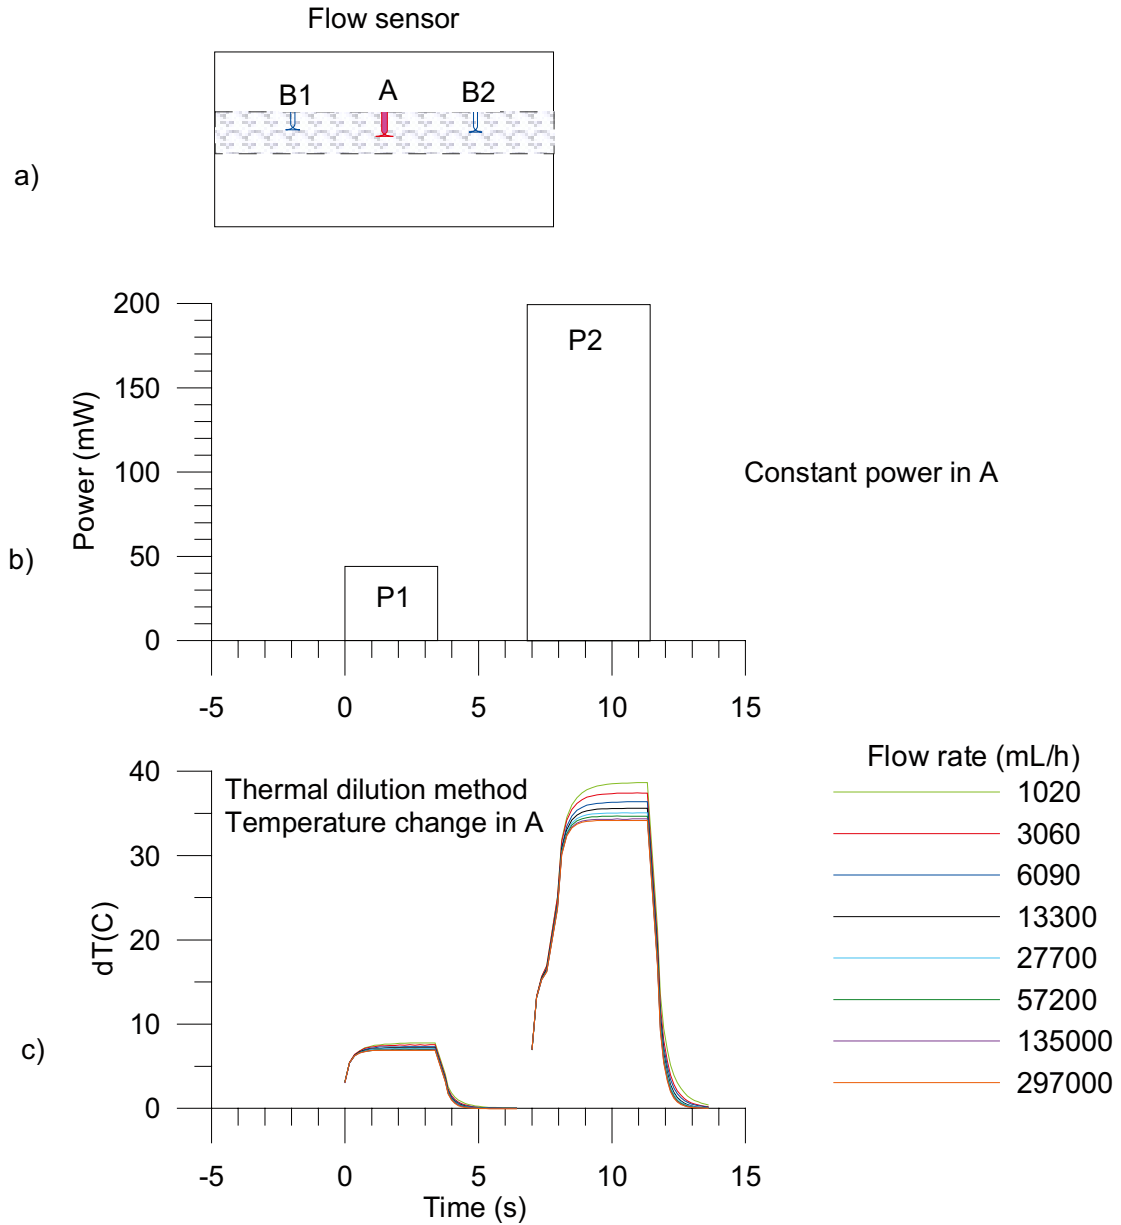 Flow sensor
B1 A B2
a)
200
150
100
50
0
Power (mW)
P1
P2
Constant power in A
b)
-5 0 5 10 15
Flow rate (mL/h)
1020
3060
6090
13300
27700
57200
135000
297000
Thermal dilution method
Temperature change in A
40
30
20
10
0
dT(C)
c)
-5 0 5 10 15
Time (s)